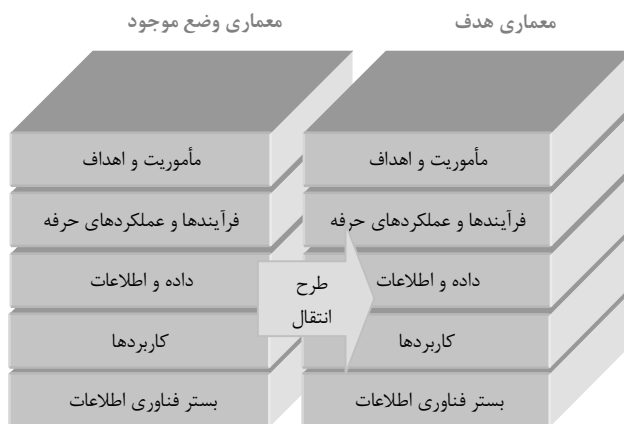 معماری هدف
معماری وضع موجود
مأموریت و اهداف
مأموریت و اهداف
فرآیندها و عملکردهای حرفه
فرآیندها و عملکردهای حرفه
داده و اطلاعات
طرح
انتقال
داده و اطلاعات
کاربردها
کاربردها
بستر فناوری اطلاعات
بستر فناوری اطلاعات